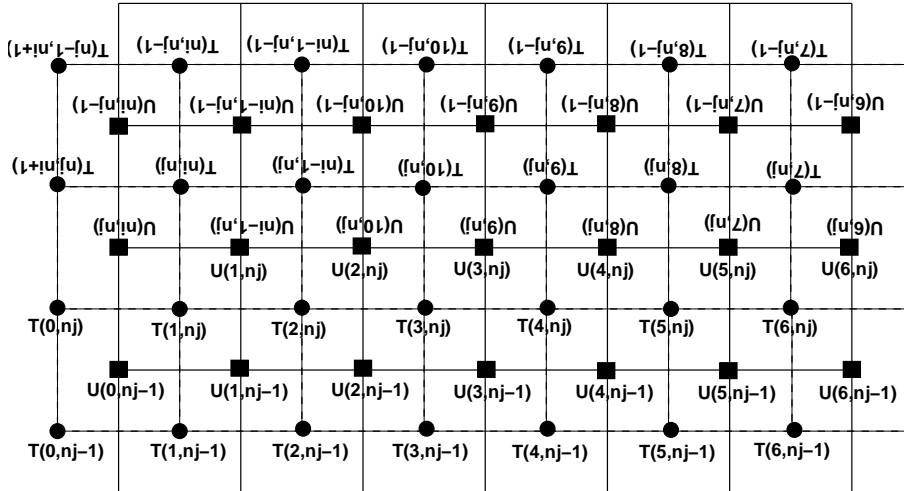 T(nj−1,ni+1) T(ni,nj−1) T(ni−1,nj−1) T(10,nj−1) T(9,nj−1) T(8,nj−1) T(7,nj−1)
U(ni,nj−1) U(ni−1,nj−1) U(10,nj−1) U(9,nj−1) U(8,nj−1) U(7,nj−1) U(6,nj−1)
T(nj,ni+1) T(ni,nj) T(ni−1,nj) T(10,nj) T(9,nj) T(8,nj) T(7,nj)
U(ni,nj) U(ni−1,nj) U(10,nj) U(9,nj) U(8,nj) U(7,nj) U(6,nj)
U(1,nj) U(2,nj) U(3,nj) U(4,nj) U(5,nj) U(6,nj)
T(0,nj) T(1,nj) T(2,nj) T(3,nj) T(4,nj) T(5,nj) T(6,nj)
U(0,nj−1) U(1,nj−1) U(2,nj−1) U(3,nj−1) U(4,nj−1) U(5,nj−1) U(6,nj−1)
T(0,nj−1) T(1,nj−1) T(2,nj−1) T(3,nj−1) T(4,nj−1) T(5,nj−1) T(6,nj−1)